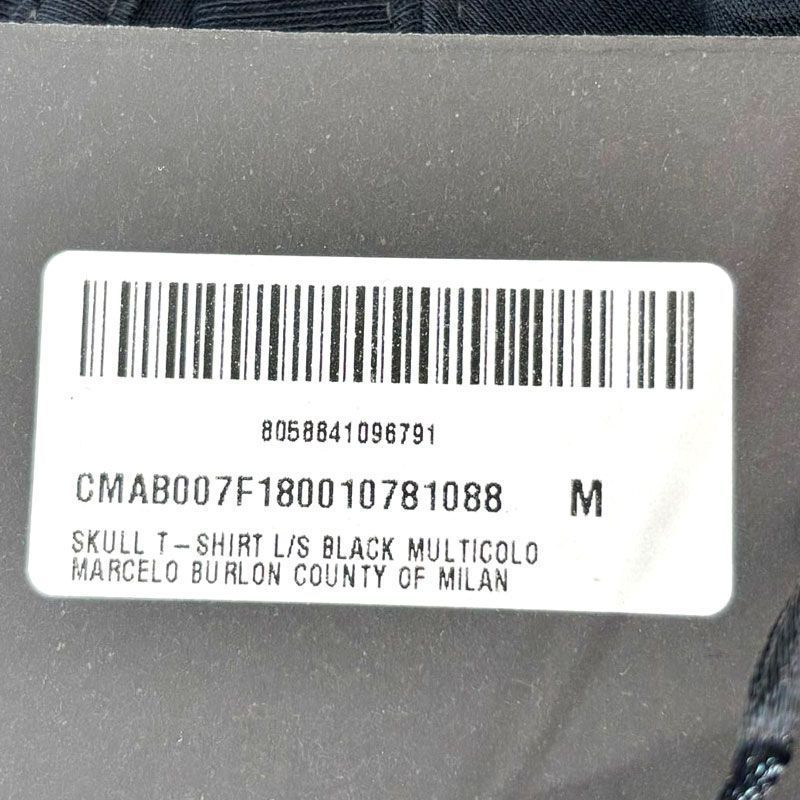 8058841096791
CMAB007F180010781088 M
SKULL T-SHIRT L/S BLACK MULTICOLO
MARCELO BURLON COUNTY OF MILAN